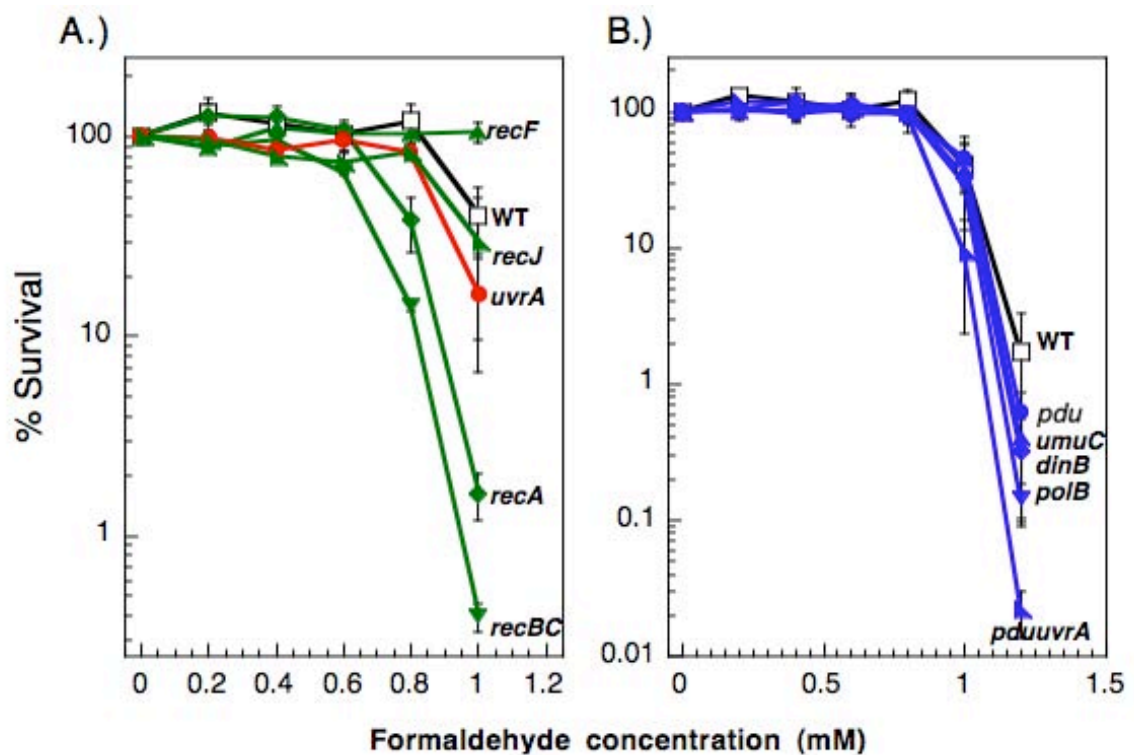 A.)
B.)
% Survival
100
10
1
recF
WT
recJ
uvrA
recA
recBC
0 0.2 0.4 0.6 0.8 1 1.2
100
10
1
0.1
0.01
WT
pdu
umuC
dinB
polB
pduuvrA
0 0.5 1 1.5
Formaldehyde concentration (mM)